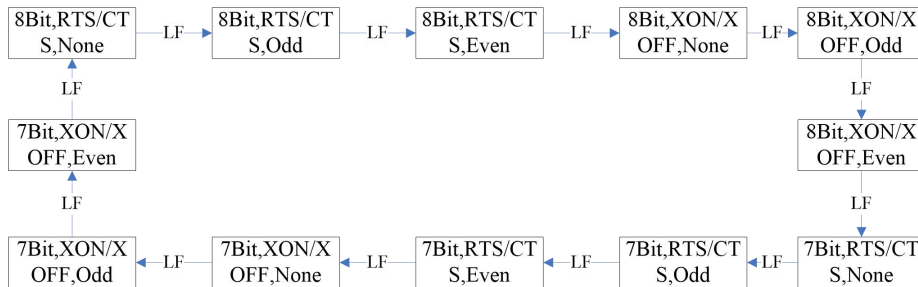 8Bit,RTS/CT
S,None
LF
8Bit,RTS/CT
S,Odd
LF
8Bit,RTS/CT
S,Even
LF
8Bit,XON/X
OFF,None
LF
8Bit,XON/X
OFF,Odd
LF
8Bit,XON/X
OFF,Even
LF
7Bit,RTS/CT
S,None
LF
7Bit,RTS/CT
S,Odd
LF
7Bit,RTS/CT
S,Even
LF
7Bit,XON/X
OFF,None
LF
7Bit,XON/X
OFF,Odd
LF
7Bit,XON/X
OFF,Even
LF